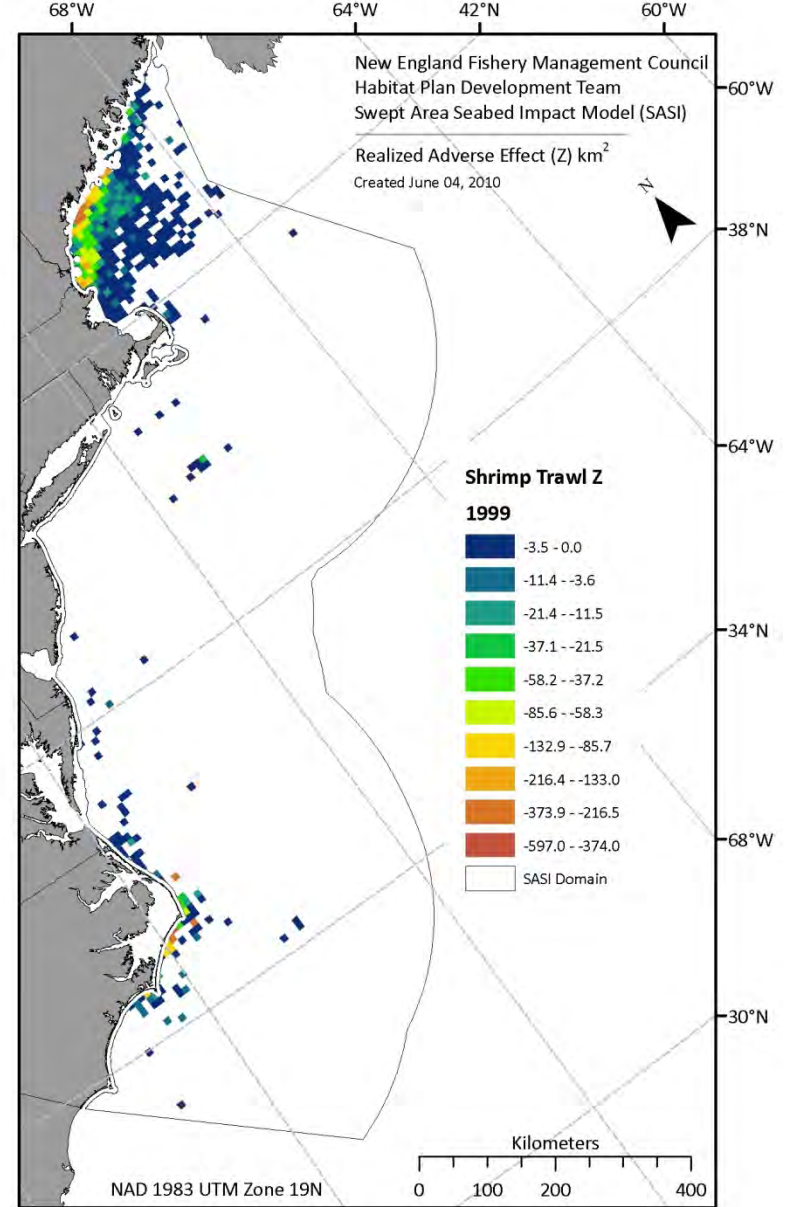 68°W 64°W 42°N 60°W
New England Fishery Management Council
Habitat Plan Development Team
Swept Area Seabed Impact Model (SASI)
Realized Adverse Effect (Z) km²
Created June 04, 2010
N
60°W
38°N
64°W
34°N
68°W
30°N
Shrimp Trawl Z
1999
-3.5 - 0.0
-11.4 - -3.6
-21.4 - -11.5
-37.1 - -21.5
-58.2 - -37.2
-85.6 - -58.3
-132.9 - -85.7
-216.4 - -133.0
-373.9 - -216.5
-597.0 - -374.0
SASI Domain
Kilometers
0 100 200 400
NAD 1983 UTM Zone 19N